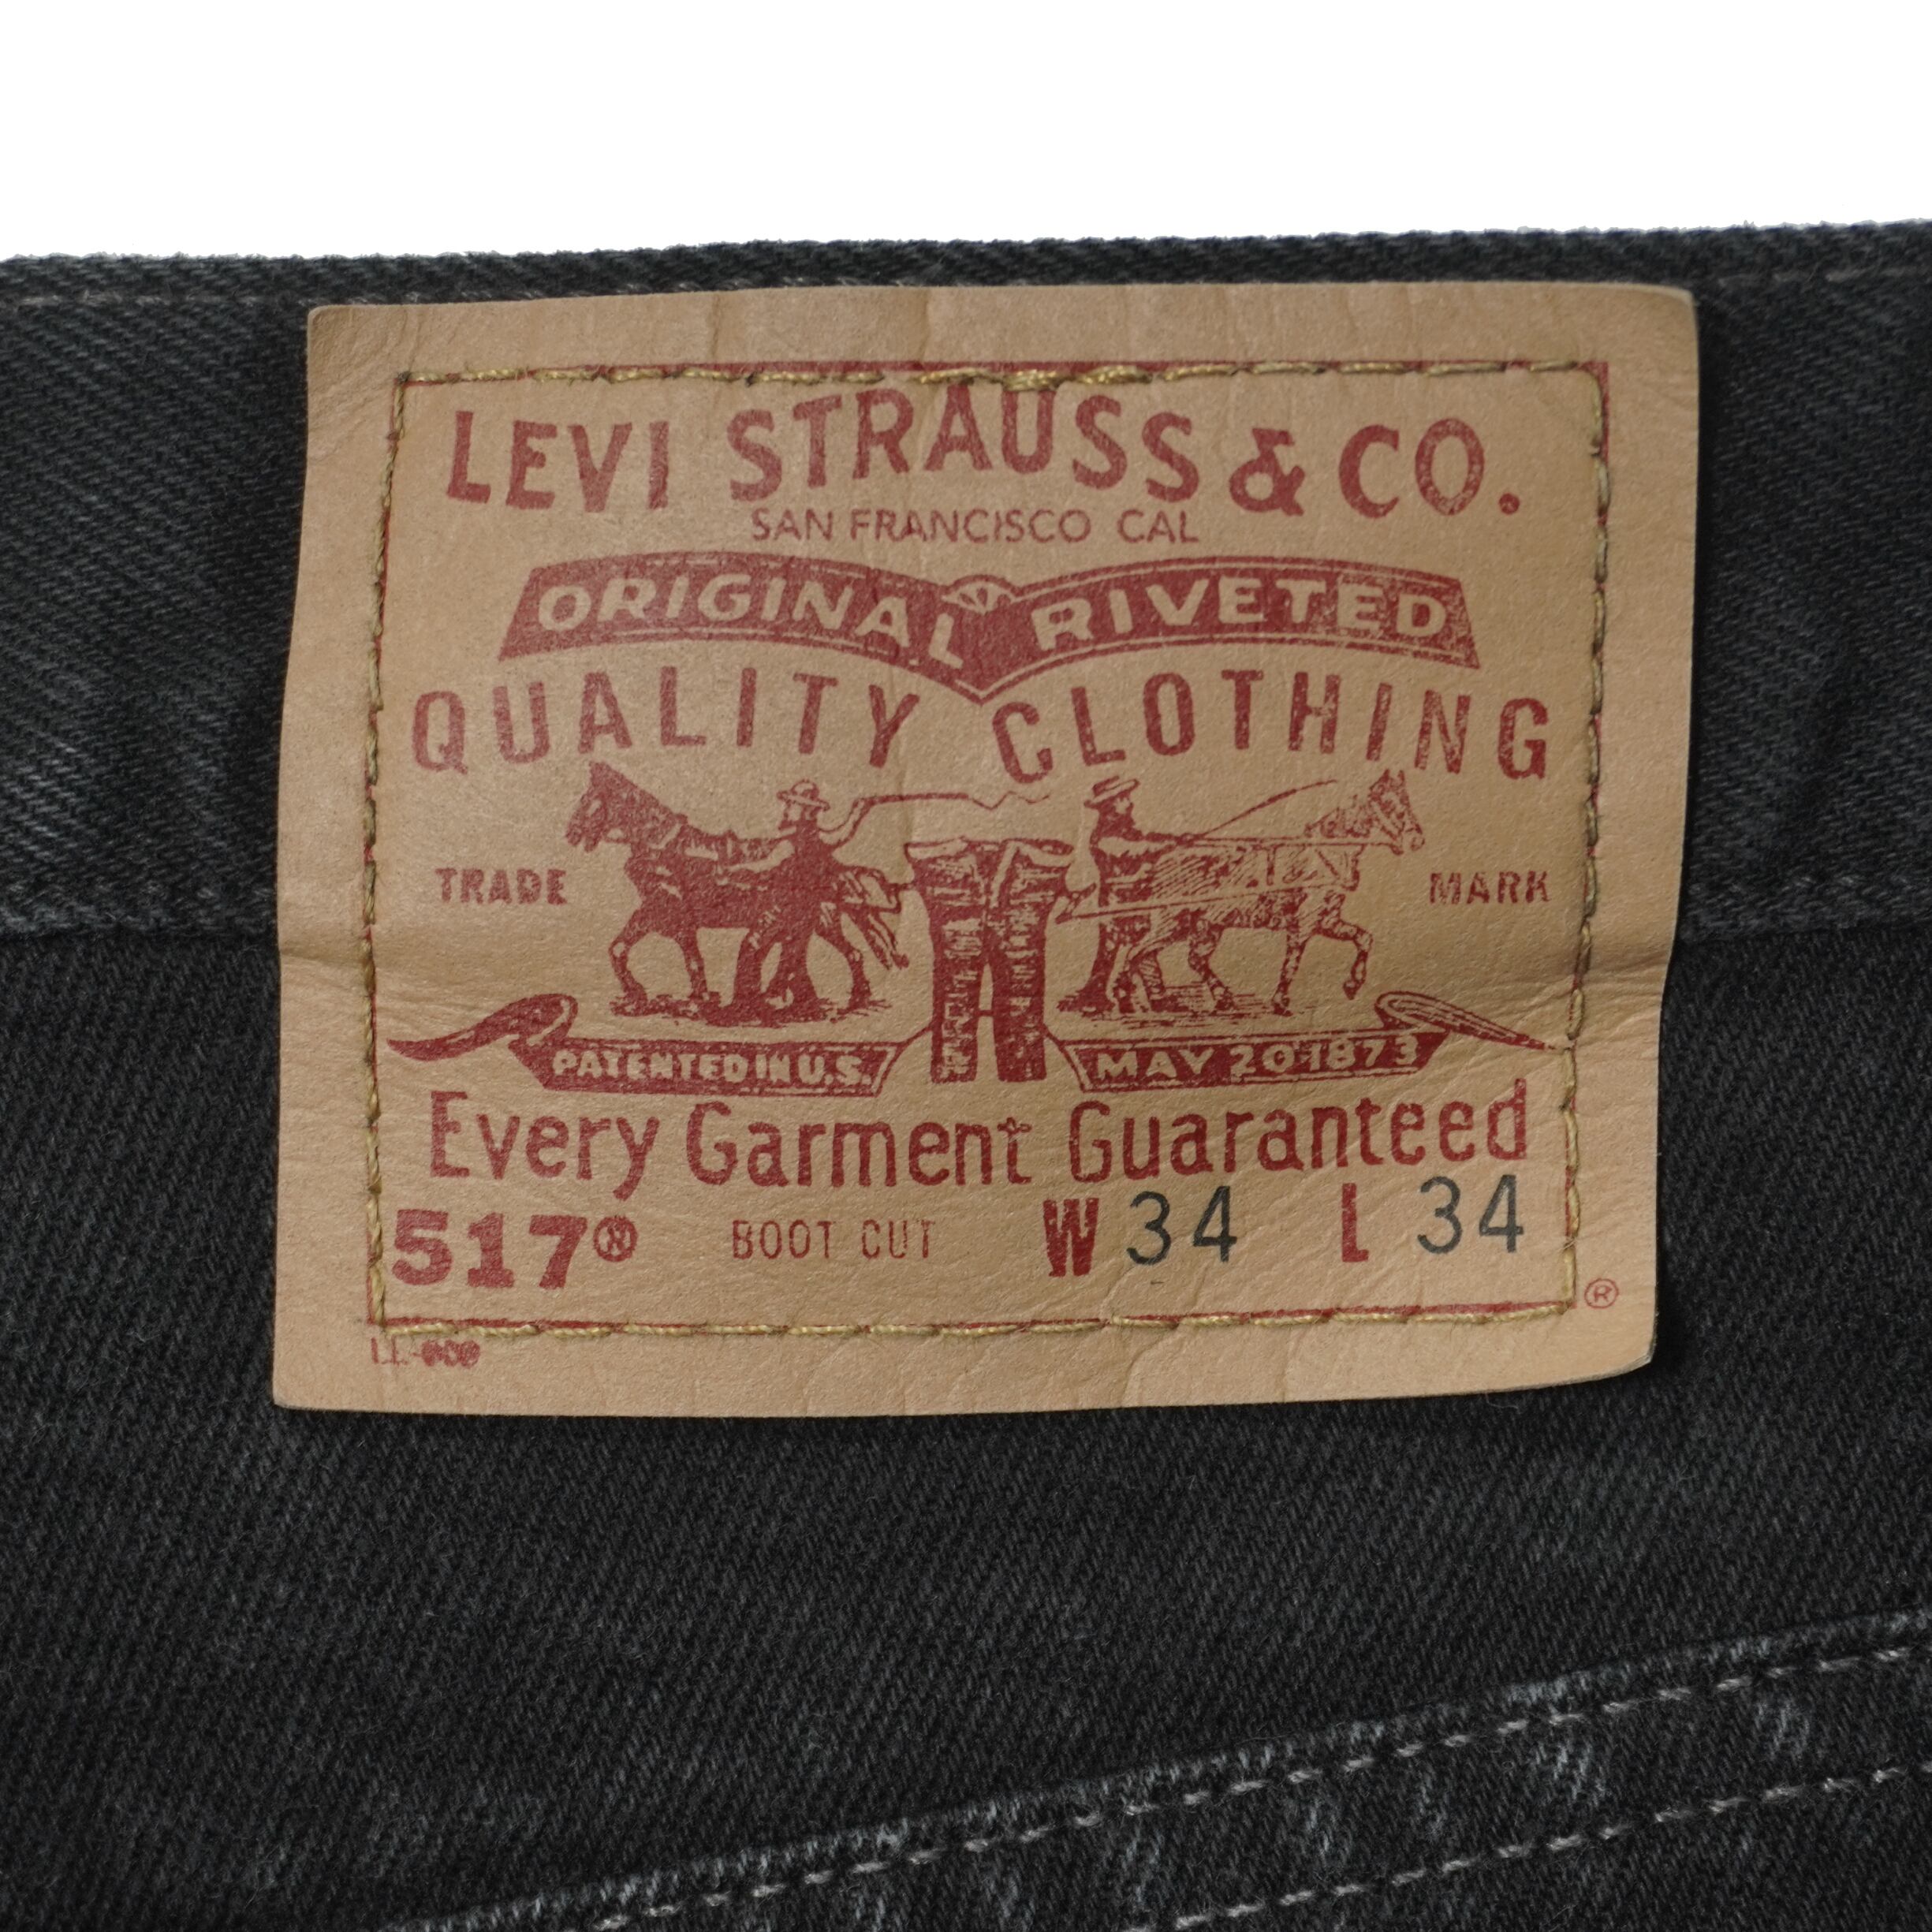 LEVI STRAUSS & CO.
SAN FRANCISCO CAL
ORIGINAL RIVETED
QUALITY CLOTHING
TRADE MARK
PATENTED IN U.S. MAY 20 1873
Every Garment Guaranteed
517® BOOT CUT W 34 L 34
®